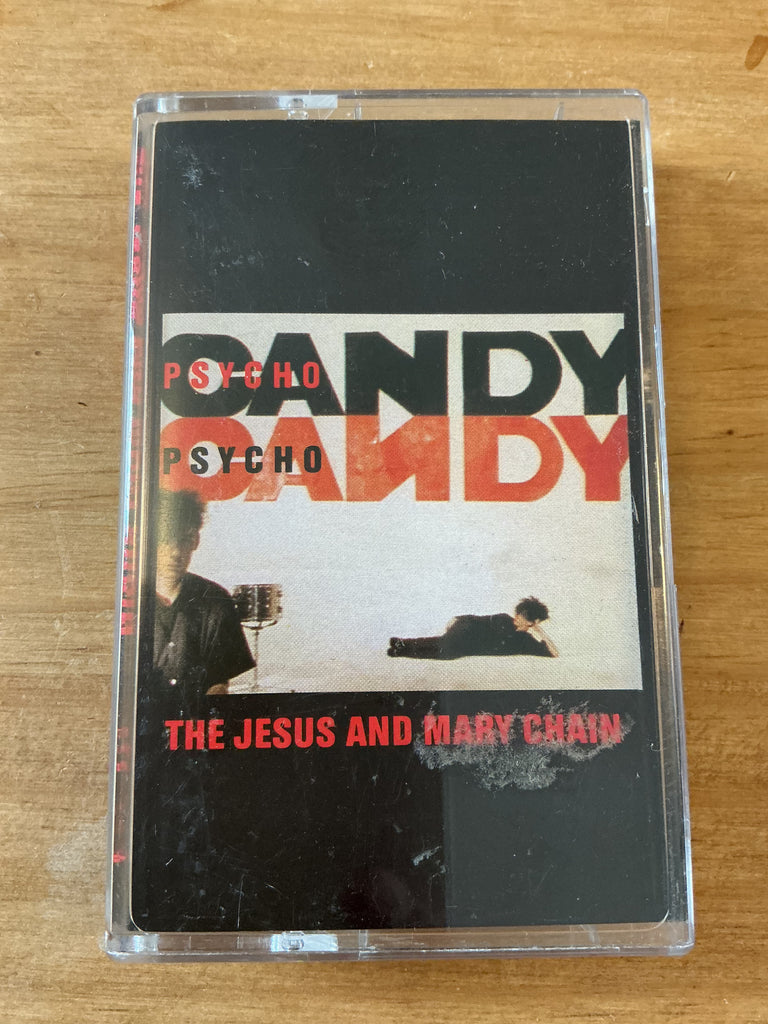 CANDY
PSYCHO
CANDY
PSYCHO
THE JESUS AND MARY CHAIN